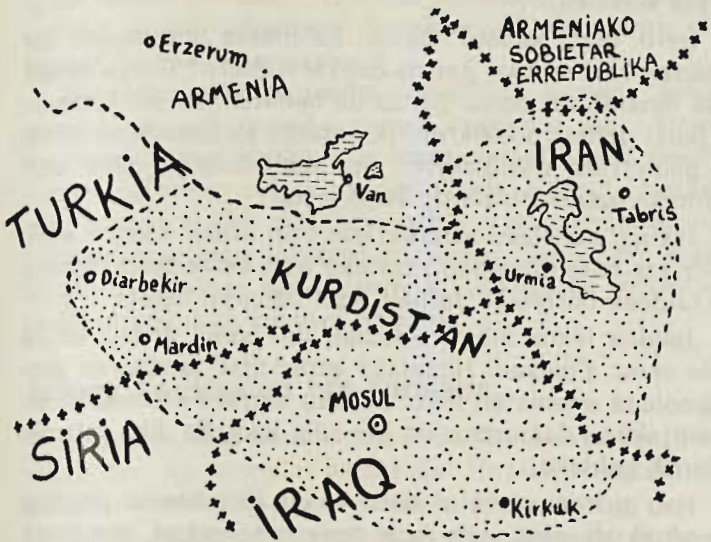 Erzerum
ARMENIA
ARMENIAKO
SOBIETAR
ERREPUBLIKA
TURKIA
Van
IRAN
Tabris
Urmia
Diarbekir
KURDISTAN
Mardin
SIRIA
MOSUL
IRAQ
Kirkuk